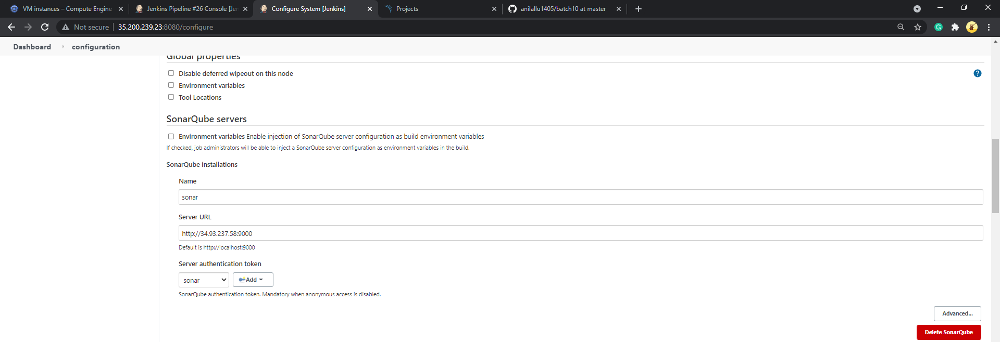 VM instances – Compute Engine
Jenkins Pipeline #26 Console [Jen
Configure System [Jenkins]
Projects
anilallu1405/batch10 at master
Not secure
35.200.239.23:8080/configure
Dashboard
configuration
Global properties
Disable deferred wipeout on this node
Environment variables
Tool Locations
SonarQube servers
Environment variables Enable injection of SonarQube server configuration as build environment variables
If checked, job administrators will be able to inject a SonarQube server configuration as environment variables in the build.
SonarQube installations
Name
sonar
Server URL
http://34.93.237.58:9000
Default is http://localhost:9000
Server authentication token
sonar
Add
SonarQube authentication token. Mandatory when anonymous access is disabled.
Advanced...
Delete SonarQube